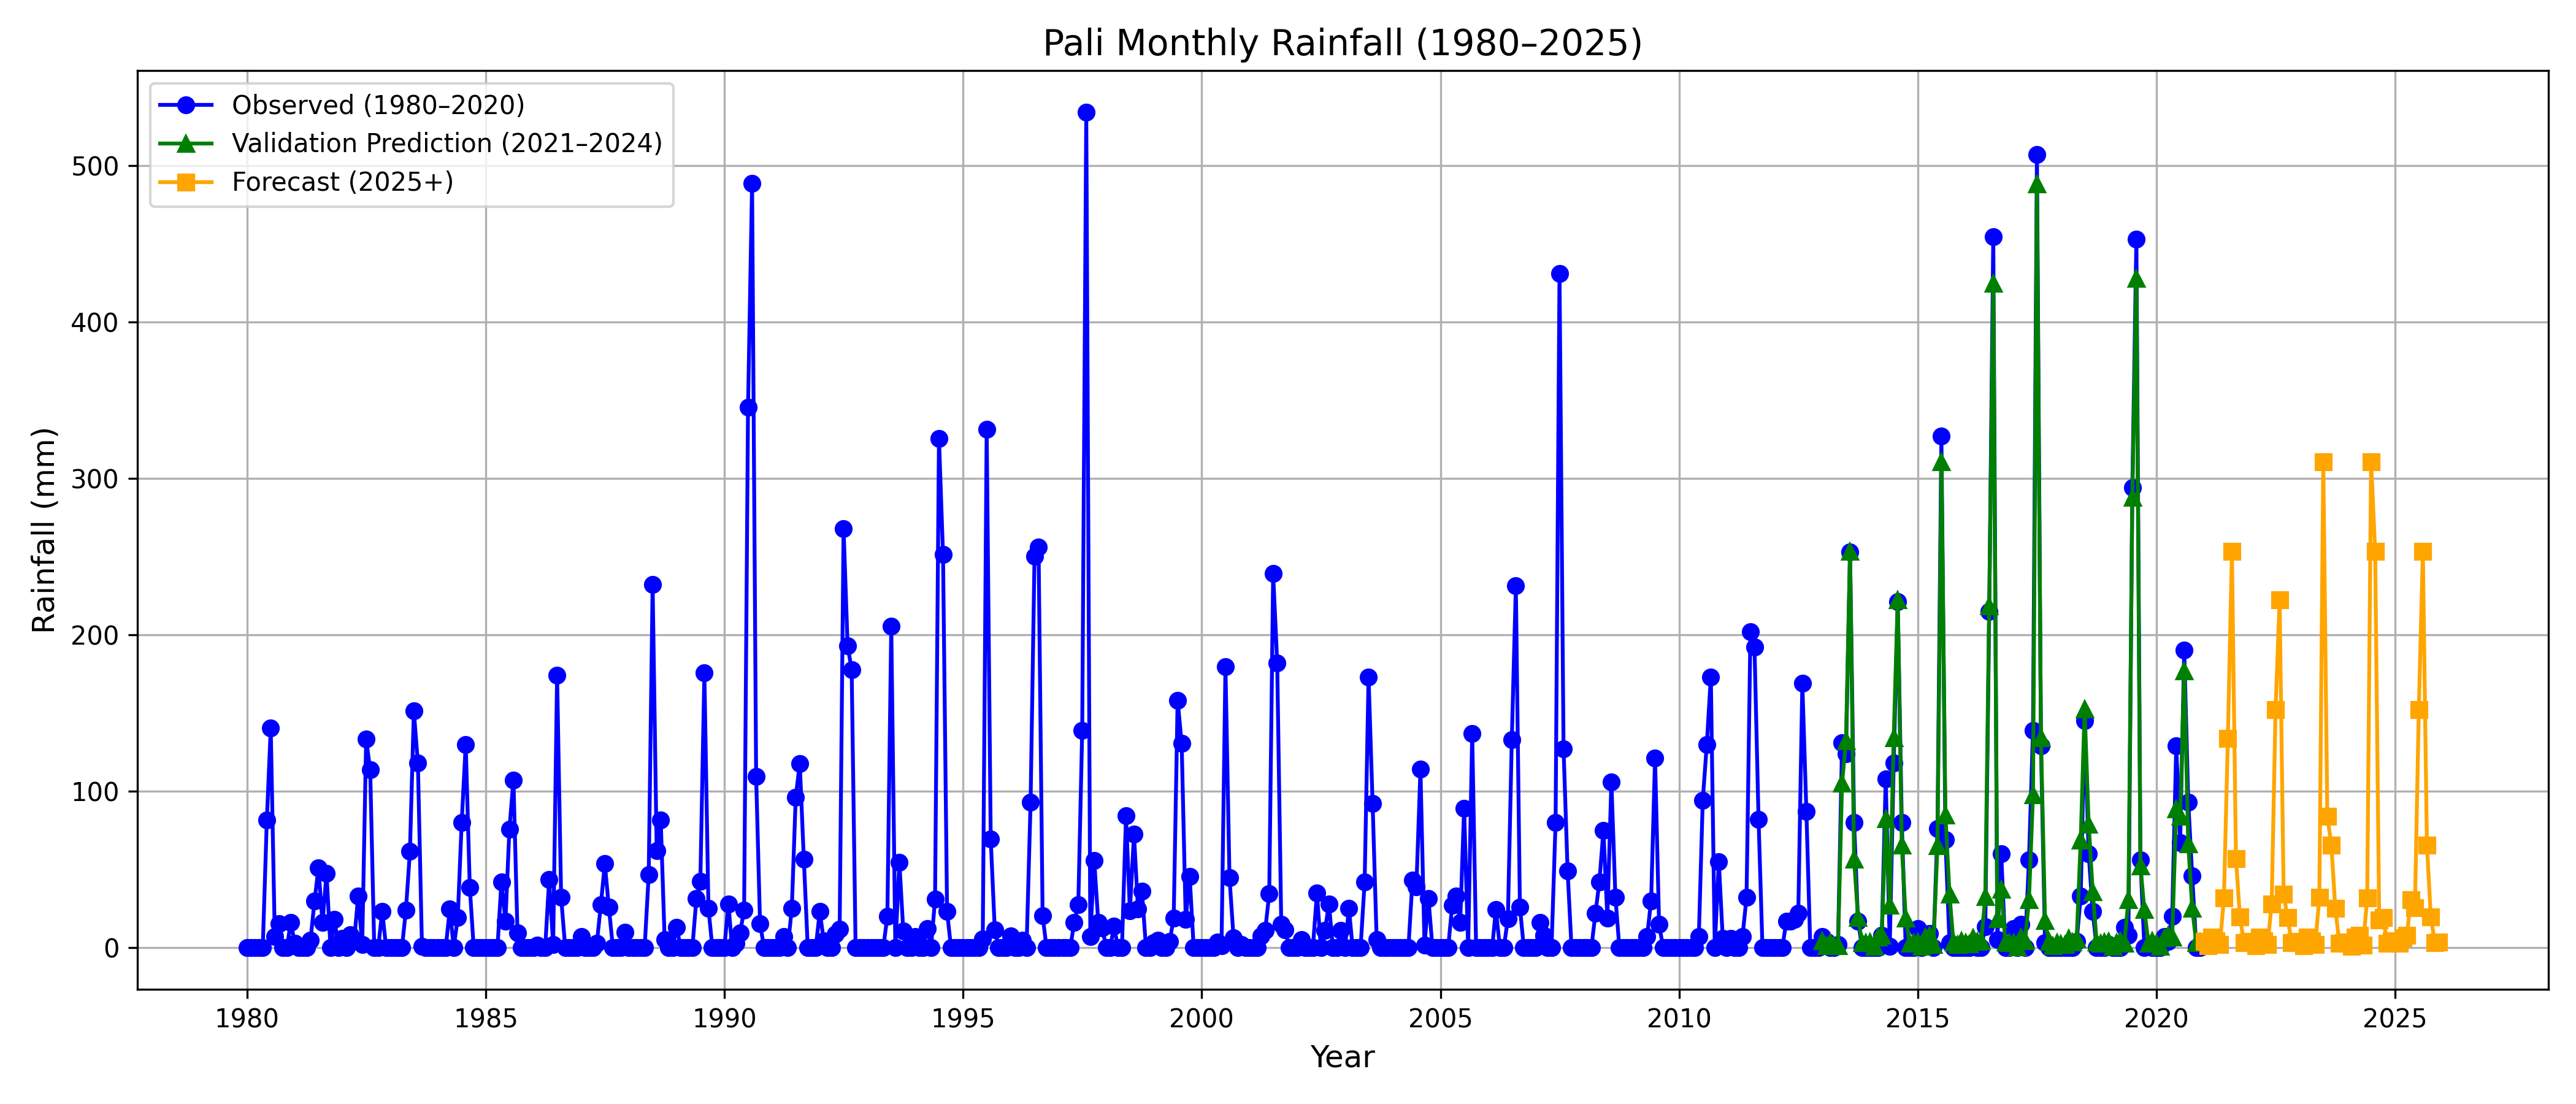 Pali Monthly Rainfall (1980–2025)
Observed (1980–2020)
Validation Prediction (2021–2024)
Forecast (2025+)
Rainfall (mm)
500
400
300
200
100
0
1980 1985 1990 1995 2000 2005 2010 2015 2020 2025
Year